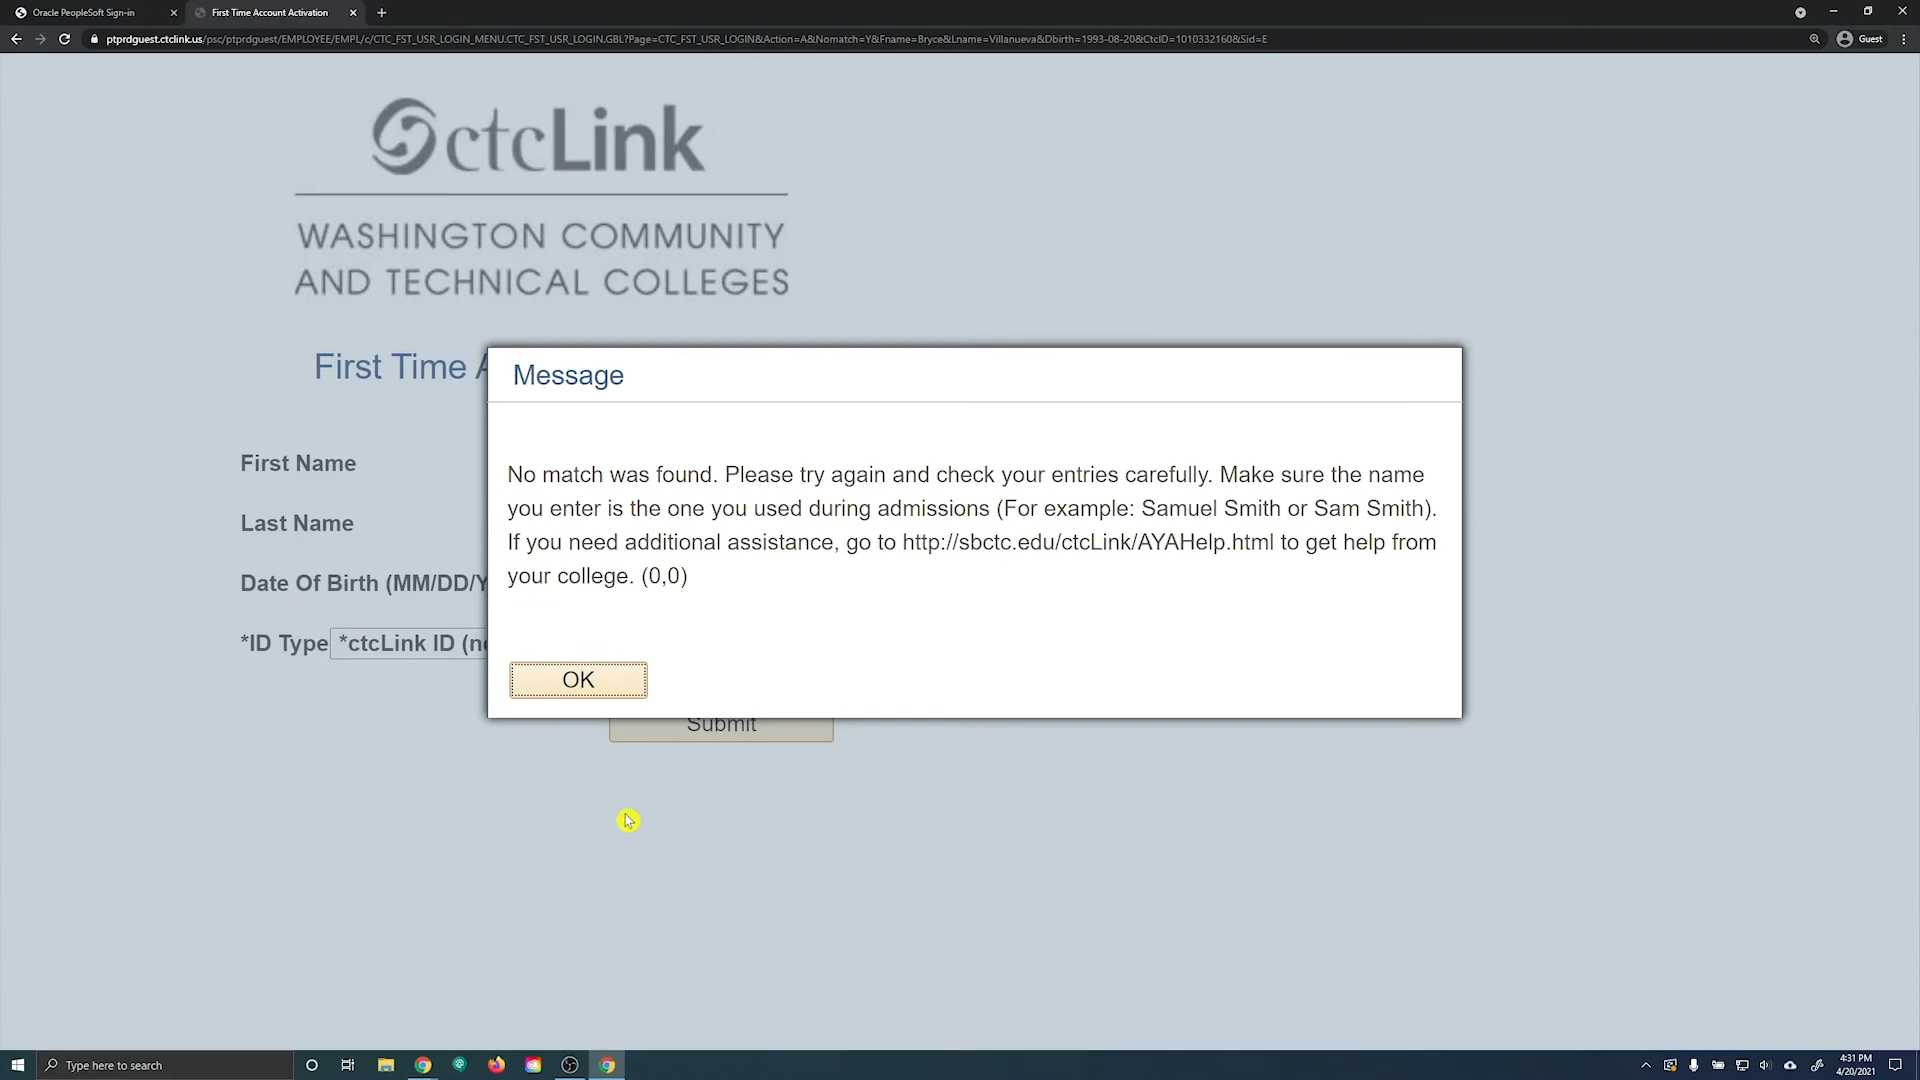 Oracle PeopleSoft Sign-in
First Time Account Activation
ptprdguest.ctclink.us/psc/ptprdguest/EMPLOYEE/EMPL/c/CTC_FST_USR_LOGIN_MENU.CTC_FST_USR_LOGIN.GBL?Page=CTC_FST_USR_LOGIN&Action=A&Nomatch=Y&Fname=Bryce&Lname=Villanueva&Dbirth=1993-08-20&CtcID=1010332160&Sid=E
Guest
ctcLink
WASHINGTON COMMUNITY
AND TECHNICAL COLLEGES
First Time A
Message
First Name
No match was found. Please try again and check your entries carefully. Make sure the name
you enter is the one you used during admissions (For example: Samuel Smith or Sam Smith).
Last Name
If you need additional assistance, go to http://sbctc.edu/ctcLink/AYAHelp.html to get help from
your college. (0,0)
Date Of Birth (MM/DD/Y
*ID Type *ctcLink ID (ne
OK
Submit
Type here to search
4:31 PM
4/20/2021